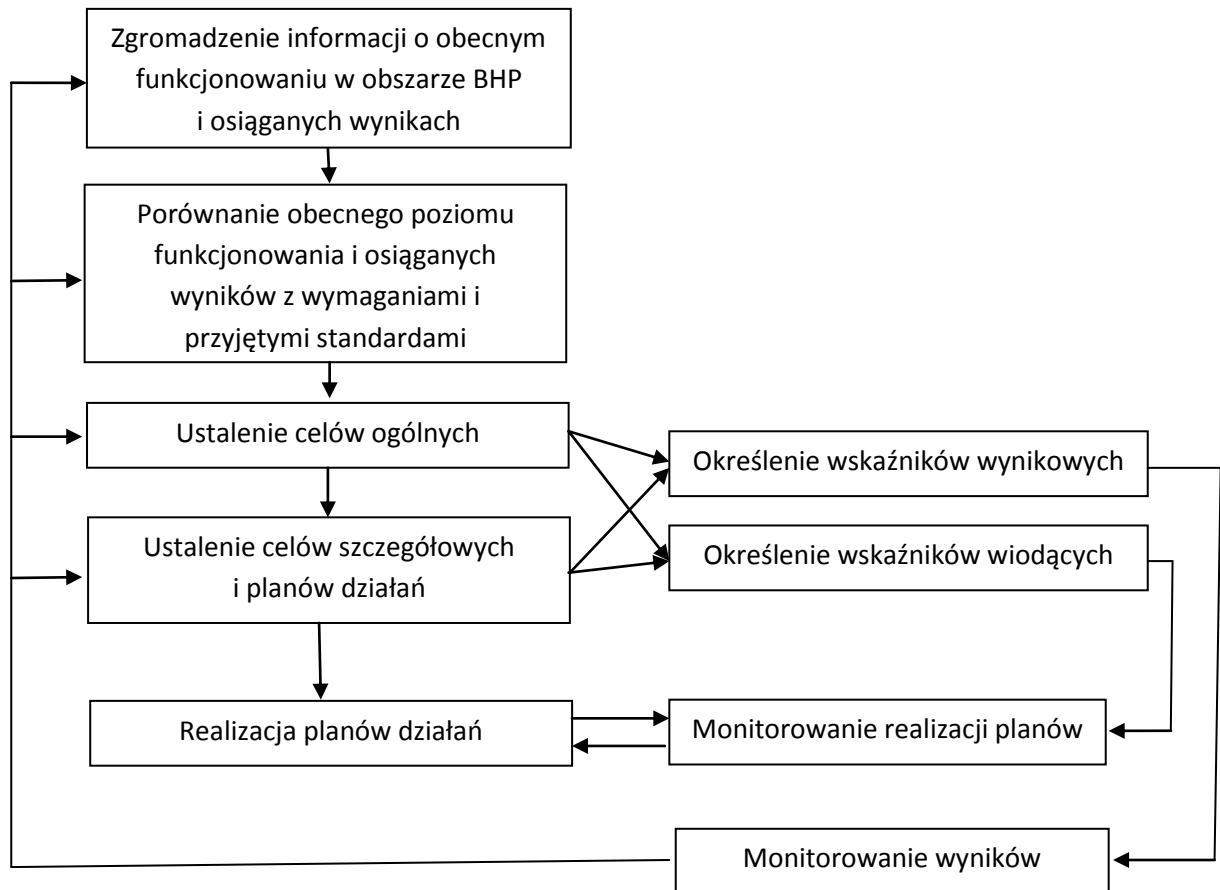 Zgromadzenie informacji o obecnym
funkcjonowaniu w obszarze BHP
i osiąganych wynikach
Porównanie obecnego poziomu
funkcjonowania i osiąganych
wyników z wymaganiami i
przyjętymi standardami
Ustalenie celów ogólnych
Określenie wskaźników wynikowych
Ustalenie celów szczegółowych
i planów działań
Określenie wskaźników wiodących
Realizacja planów działań
Monitorowanie realizacji planów
Monitorowanie wyników